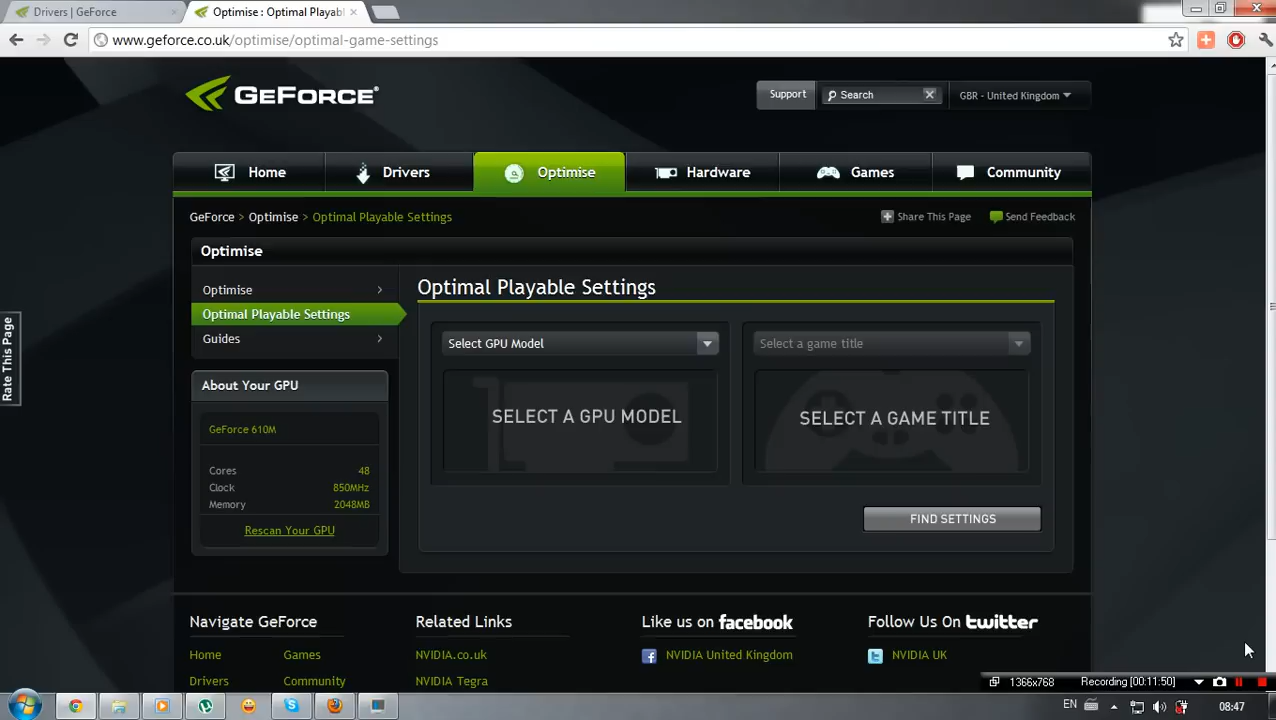 Drivers | GeForce
Optimise : Optimal Playabl
www.geforce.co.uk/optimise/optimal-game-settings
GEFORCE®
Support
Search
GBR - United Kingdom
Home
Drivers
Optimise
Hardware
Games
Community
GeForce > Optimise > Optimal Playable Settings
Share This Page
Send Feedback
Optimise
Optimise
Optimal Playable Settings
Guides
Rate This Page
About Your GPU
GeForce 610M
Cores 48
Clock 850MHz
Memory 2048MB
Rescan Your GPU
Optimal Playable Settings
Select GPU Model
SELECT A GPU MODEL
Select a game title
SELECT A GAME TITLE
FIND SETTINGS
Navigate GeForce
Home
Games
Drivers
Community
Related Links
NVIDIA.co.uk
NVIDIA Tegra
Like us on facebook
NVIDIA United Kingdom
Follow Us On twitter
NVIDIA UK
1366x768
Recording [00:11:50]
EN
08:47